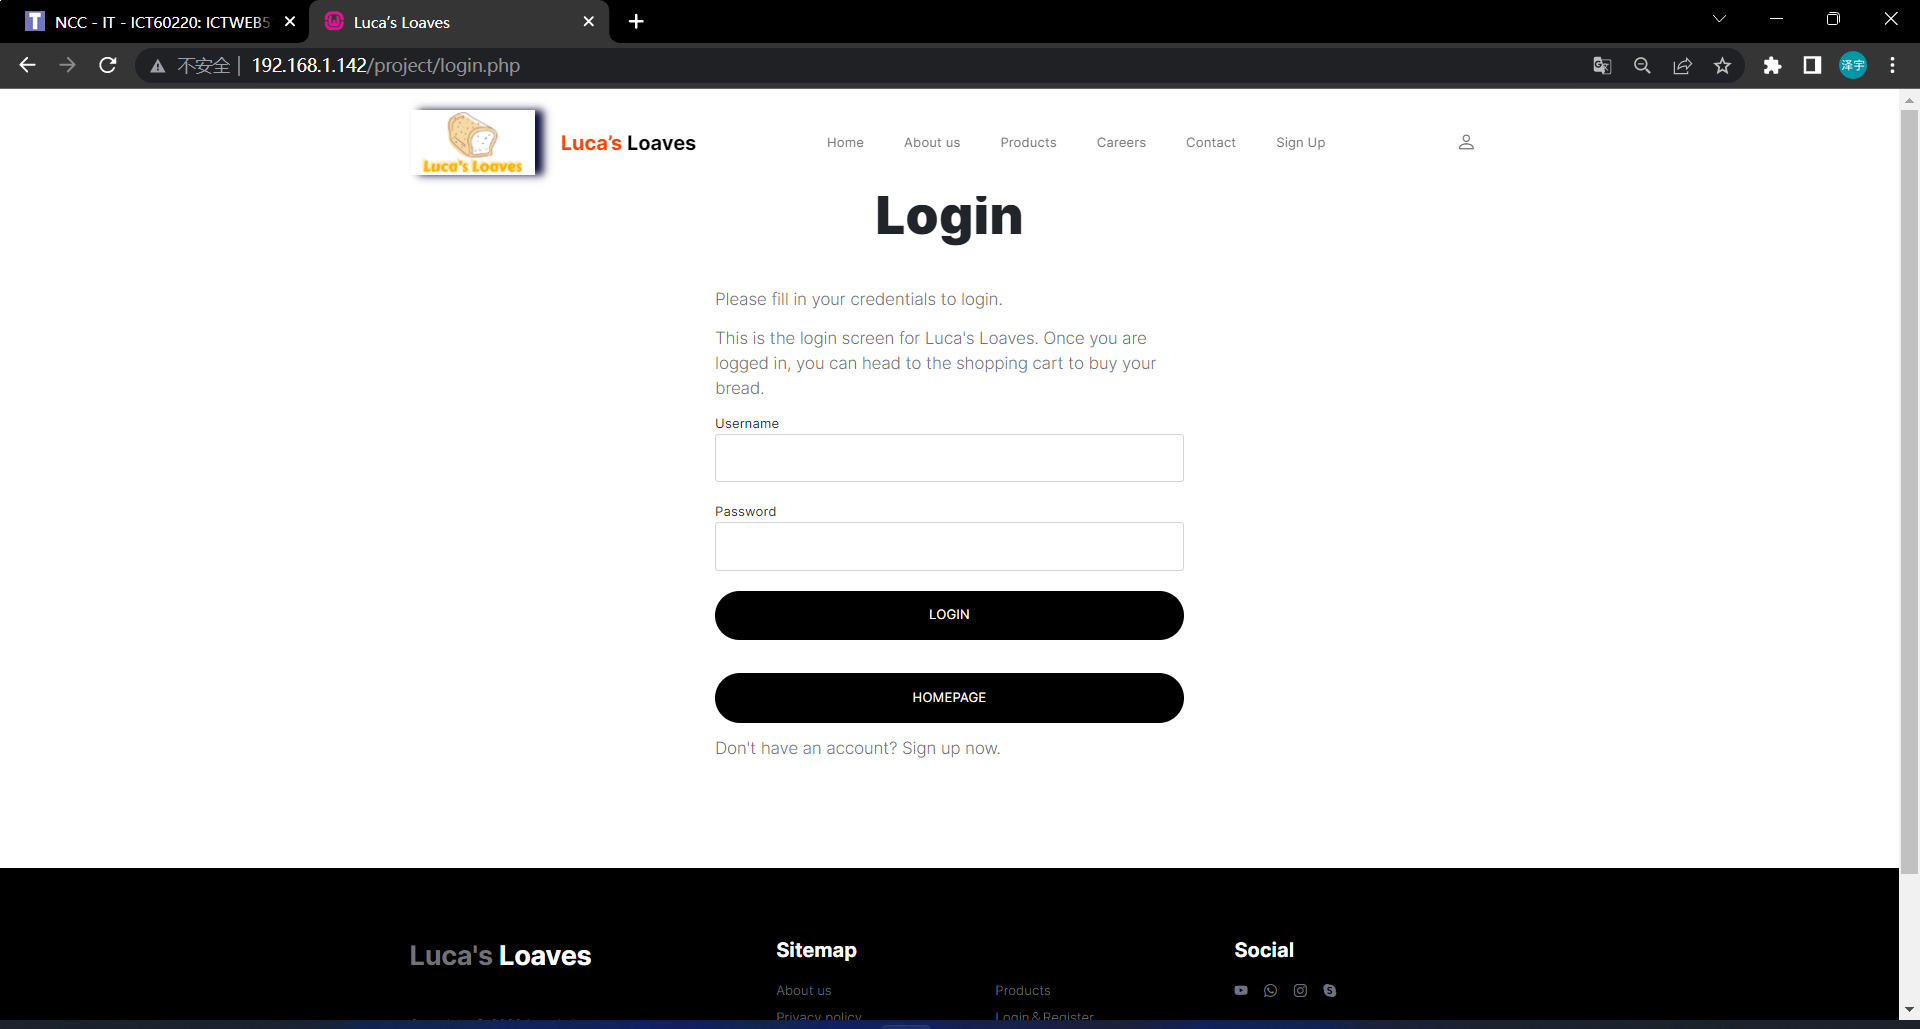 NCC - IT - ICT60220: ICTWEB5
Luca's Loaves
不安全 | 192.168.1.142/project/login.php
泽宇
Luca's Loaves
Luca's Loaves
Home
About us
Products
Careers
Contact
Sign Up
Login
Please fill in your credentials to login.
This is the login screen for Luca's Loaves. Once you are
logged in, you can head to the shopping cart to buy your
bread.
Username
Password
LOGIN
HOMEPAGE
Don't have an account? Sign up now.
Luca's Loaves
Sitemap
Social
About us
Products
Privacy policy
Login&Register